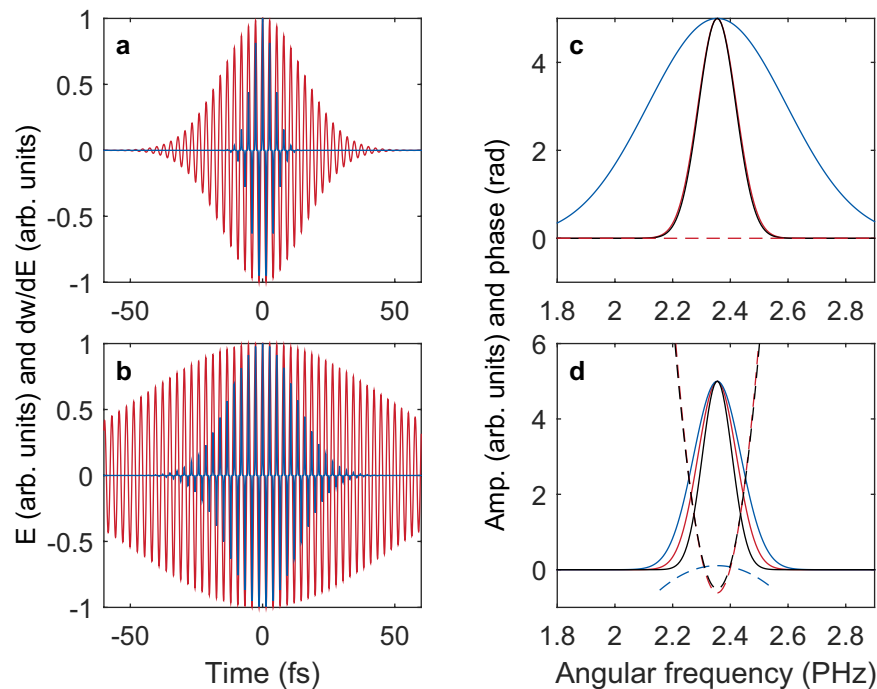 a
1
0.5
0
-0.5
-1
-50 0 50
c
4
2
0
1.8 2 2.2 2.4 2.6 2.8
b
1
0.5
0
-0.5
-1
-50 0 50
d
6
4
2
0
1.8 2 2.2 2.4 2.6 2.8
E (arb. units) and dw/dE (arb. units)
Amp. (arb. units) and phase (rad)
Time (fs)
Angular frequency (PHz)